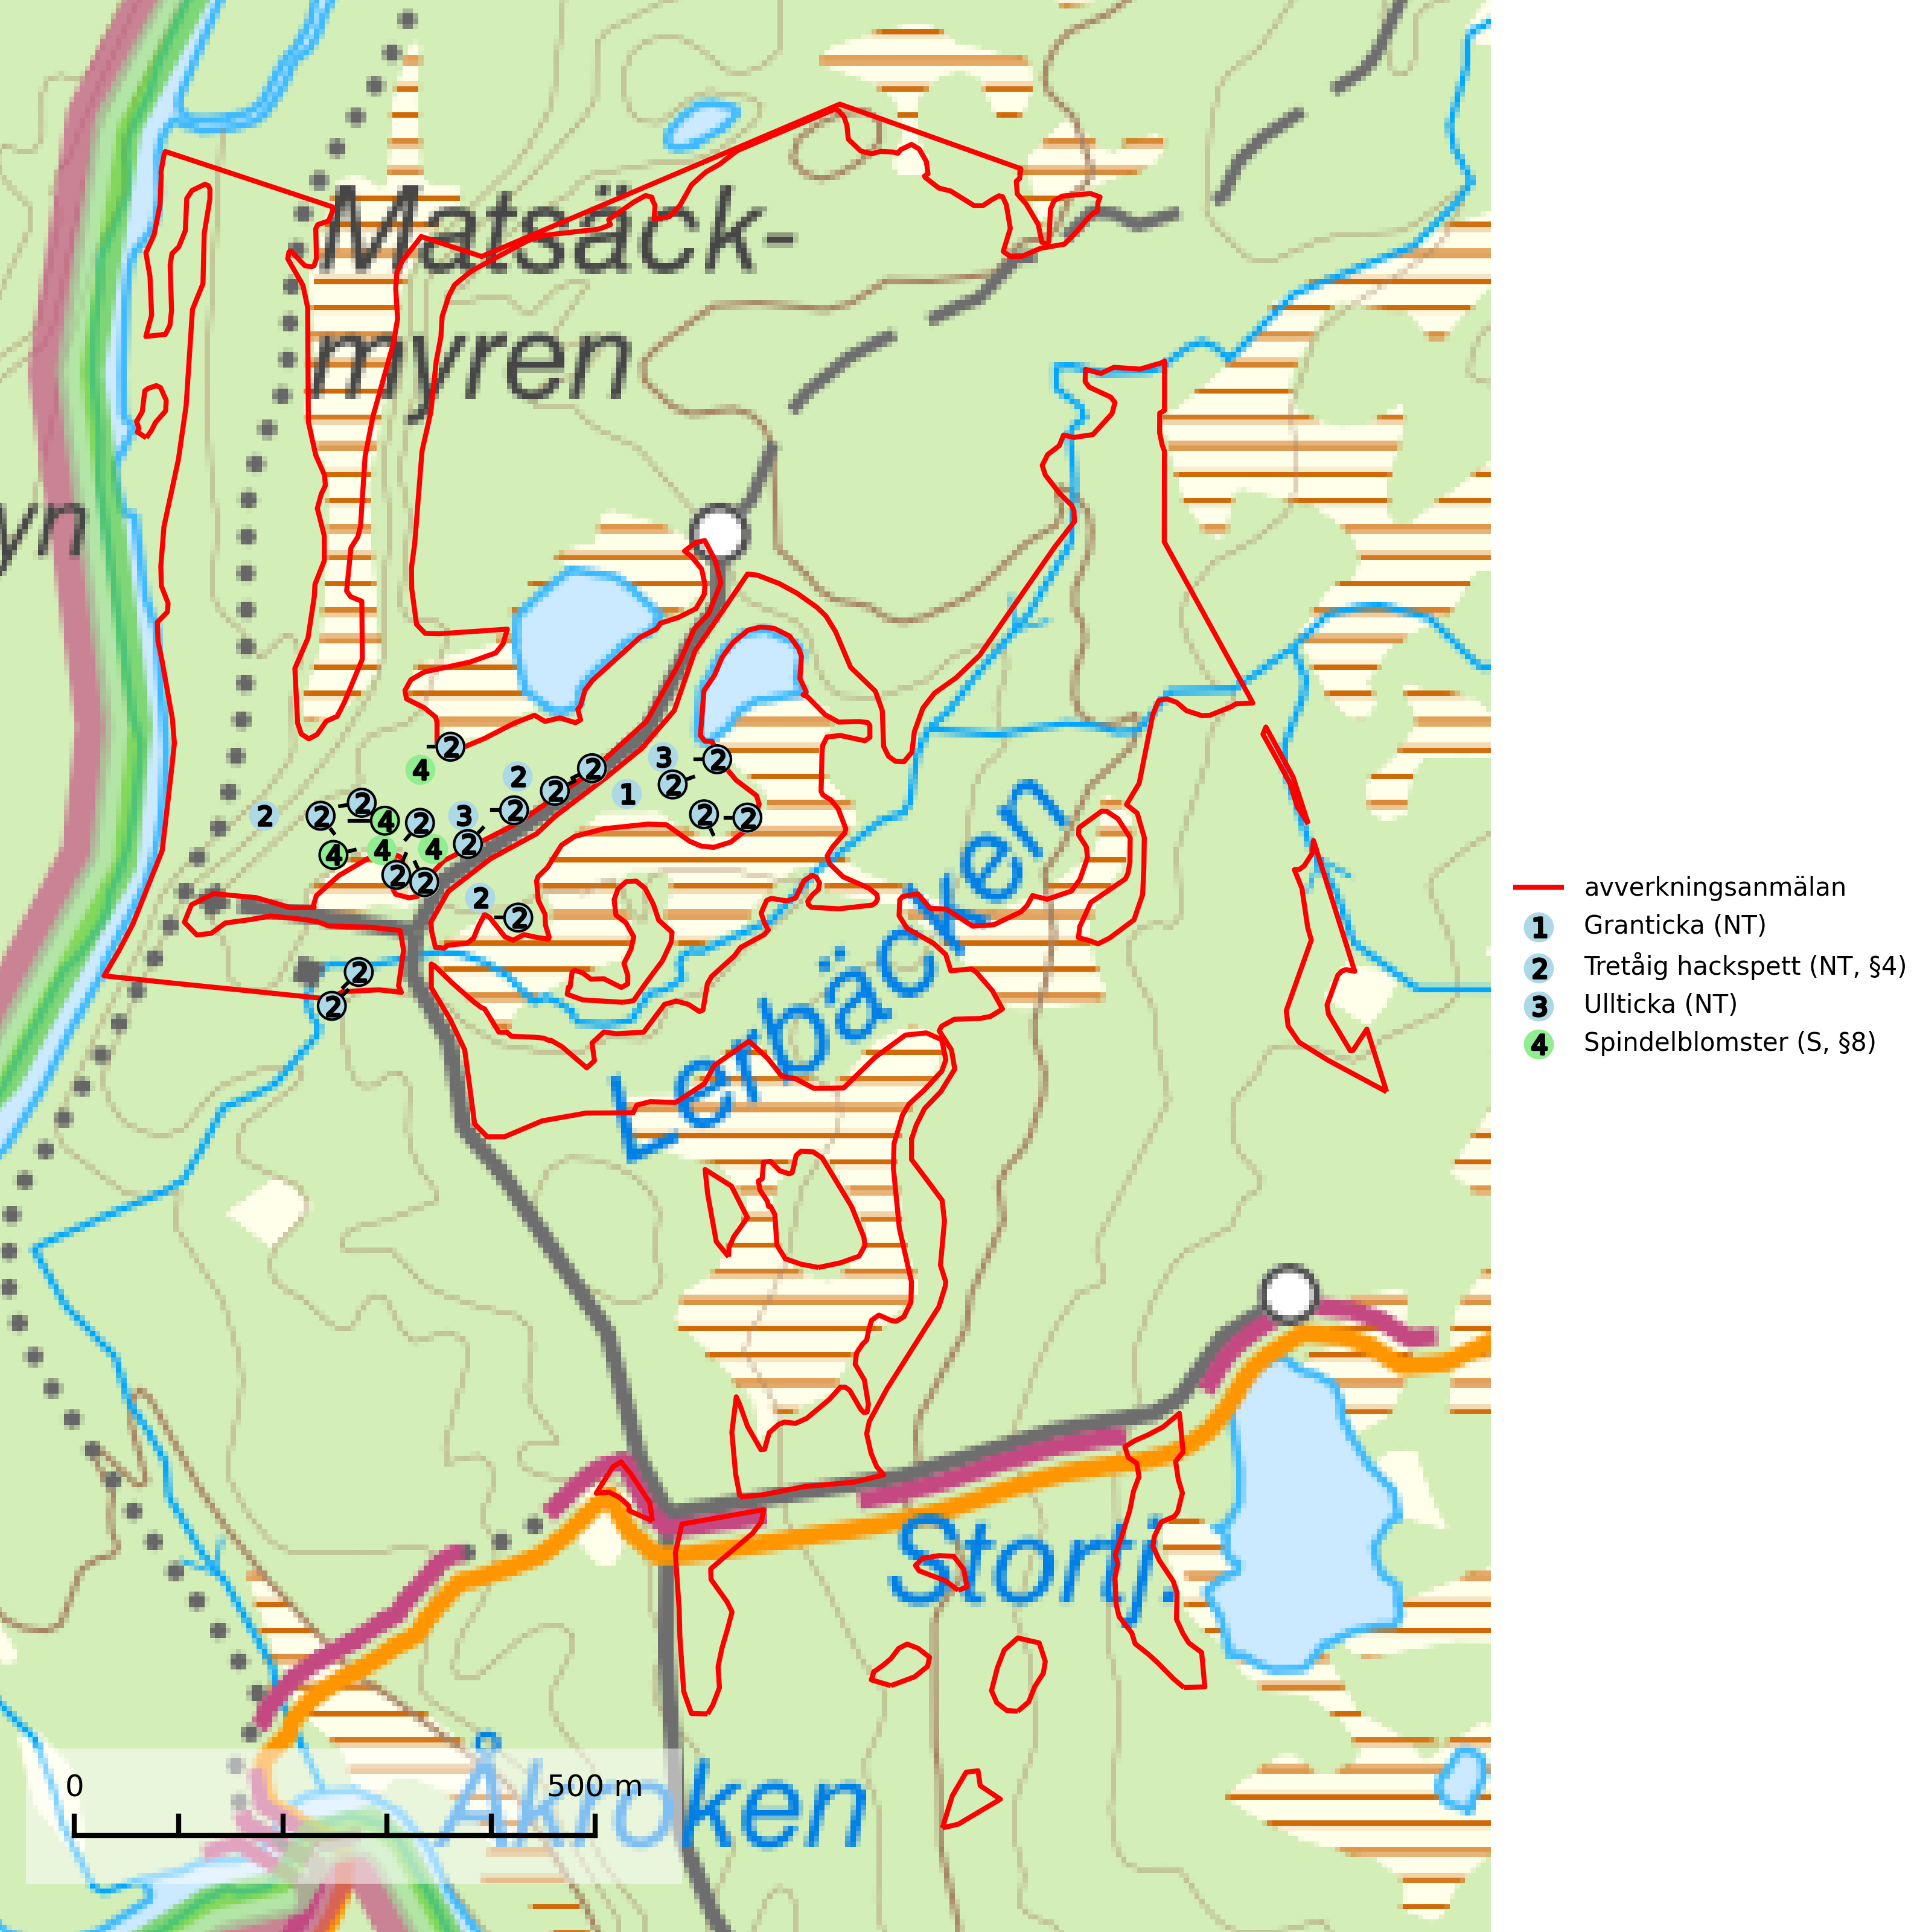 Matsäck-
myren
yn
Lerbäcken
Stortj.
Åkroken
0 500 m
4 2
2 2 2 3 2
2 2 4 2 3 2 2 1 2 2 2
4 4 4 2
2 2 2 2
2
2
avverkningsanmälan
1 Granticka (NT)
2 Tretåig hackspett (NT, §4)
3 Ullticka (NT)
4 Spindelblomster (S, §8)